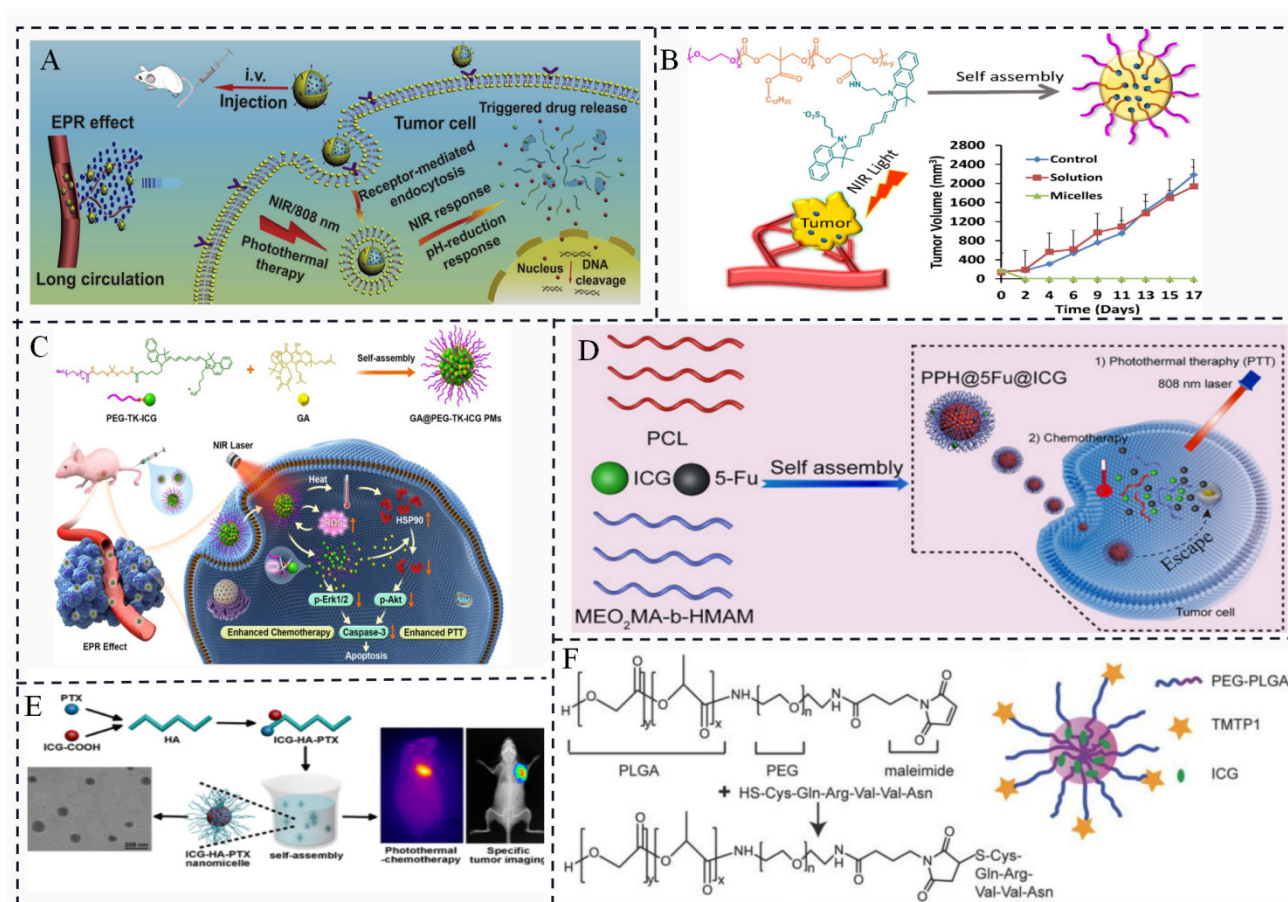 A
i.v.
Injection
EPR effect
Long circulation
Tumor cell
Triggered drug release
Receptor-mediated
endocytosis
NIR/808 nm
Photothermal
therapy
NIR response
pH-reduction
response
Nucleus
DNA
cleavage
B
Self assembly
C12H25
NIR Light
Tumor
Control
Solution
Micelles
Tumor Volume (mm3)
2800
2400
2000
1600
1200
800
400
0
0 2 4 6 9 11 13 15 17
Time (Days)
C
Self-assembly
PEG-TK-ICG
+
GA
GA@PEG-TK-ICG PMs
NIR Laser
Heat
ROS
HSP90
p-Erk1/2
p-Akt
Enhanced Chemotherapy
Caspase-3
Enhanced PTT
Apoptosis
EPR Effect
D
PCL
ICG
5-Fu
Self assembly
MEO2MA-b-HMAM
PPH@5Fu@ICG
1) Photothermal theraphy (PTT)
808 nm laser
2) Chemotherapy
Escape
Tumor cell
E
PTX
ICG-COOH
HA
ICG-HA-PTX
200 nm
ICG-HA-PTX
nanomicelle
self-assembly
Photothermal
-chemotherapy
Specific
tumor imaging
F
PLGA
PEG
maleimide
+ HS-Cys-Gln-Arg-Val-Val-Asn
S-Cys-
Gln-Arg-
Val-Val-Asn
PEG-PLGA
TMTP1
ICG